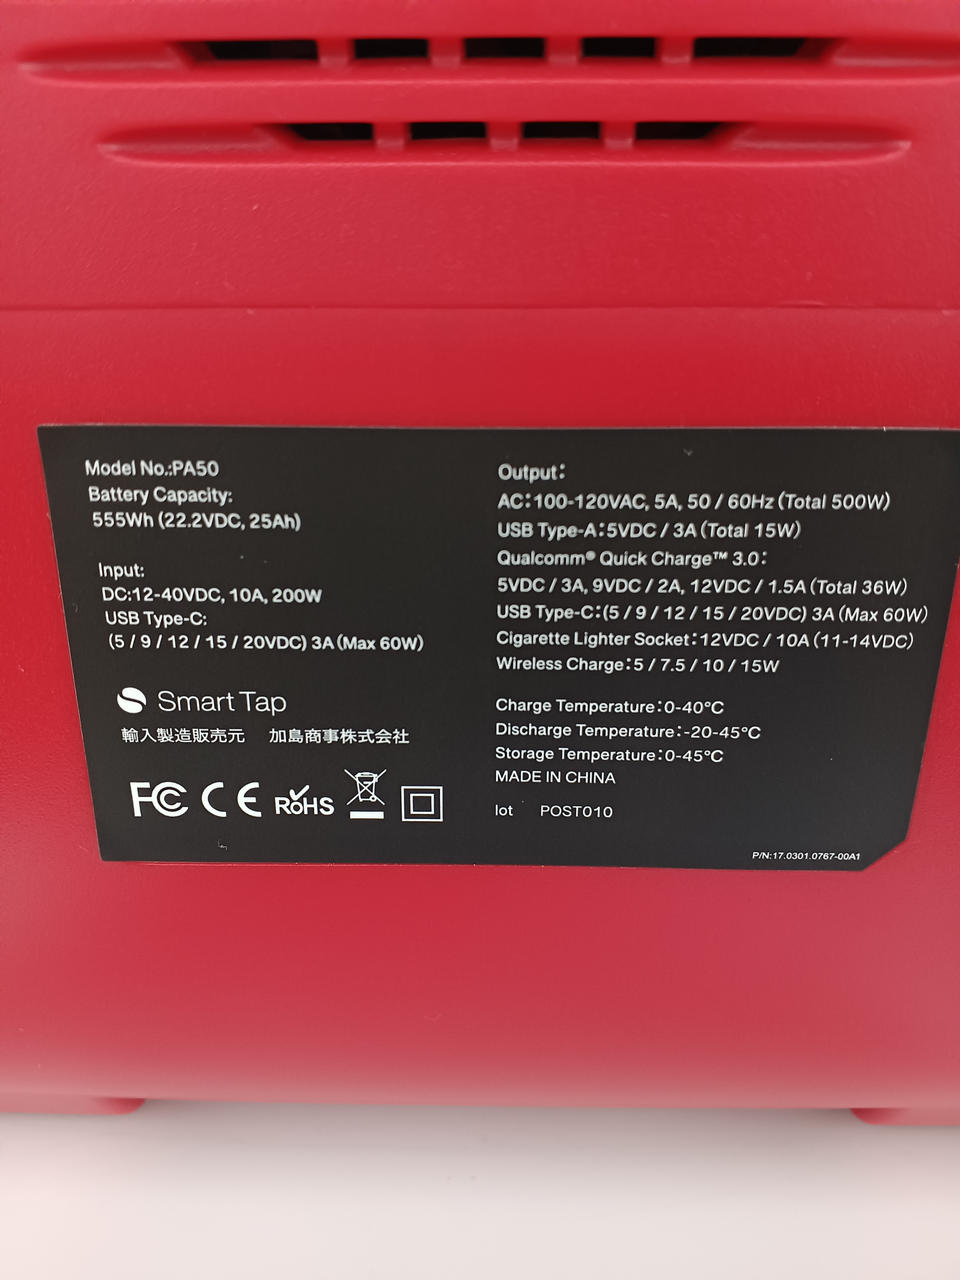 Model No.:PA50
Battery Capacity:
555Wh (22.2VDC, 25Ah)
Input:
DC:12-40VDC, 10A, 200W
USB Type-C:
(5 / 9 / 12 / 15 / 20VDC) 3A (Max 60W)
Smart Tap
輸入製造販売元 加島商事株式会社
FC CE RoHS
Output:
AC:100-120VAC, 5A, 50 / 60Hz (Total 500W)
USB Type-A:5VDC / 3A (Total 15W)
Qualcomm® Quick Charge™ 3.0:
5VDC / 3A, 9VDC / 2A, 12VDC / 1.5A (Total 36W)
USB Type-C:(5 / 9 / 12 / 15 / 20VDC) 3A (Max 60W)
Cigarette Lighter Socket:12VDC / 10A (11-14VDC)
Wireless Charge:5 / 7.5 / 10 / 15W
Charge Temperature:0-40°C
Discharge Temperature:-20-45°C
Storage Temperature:0-45°C
MADE IN CHINA
lot POST010
P/N:17.0301.0767-00A1